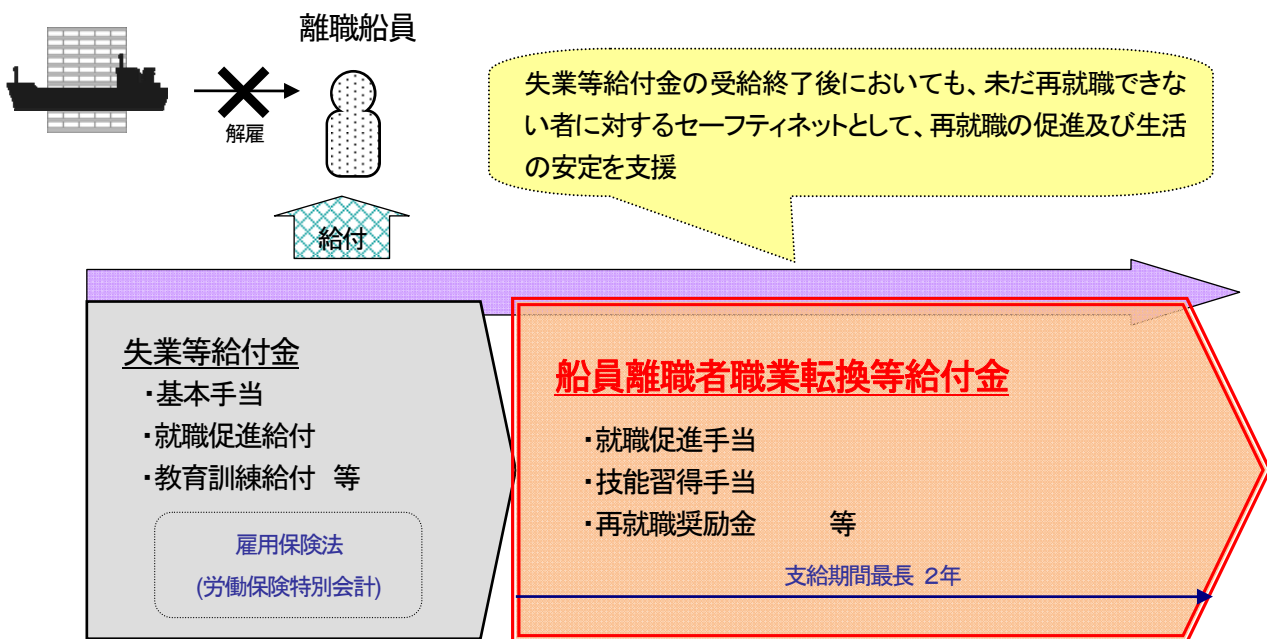 離職船員
解雇
失業等給付金の受給終了後においても、未だ再就職できな
い者に対するセーフティネットとして、再就職の促進及び生活
の安定を支援
給付
失業等給付金
・基本手当
・就職促進給付
・教育訓練給付 等
雇用保険法
(労働保険特別会計)
船員離職者職業転換等給付金
・就職促進手当
・技能習得手当
・再就職奨励金 等
支給期間最長 2年